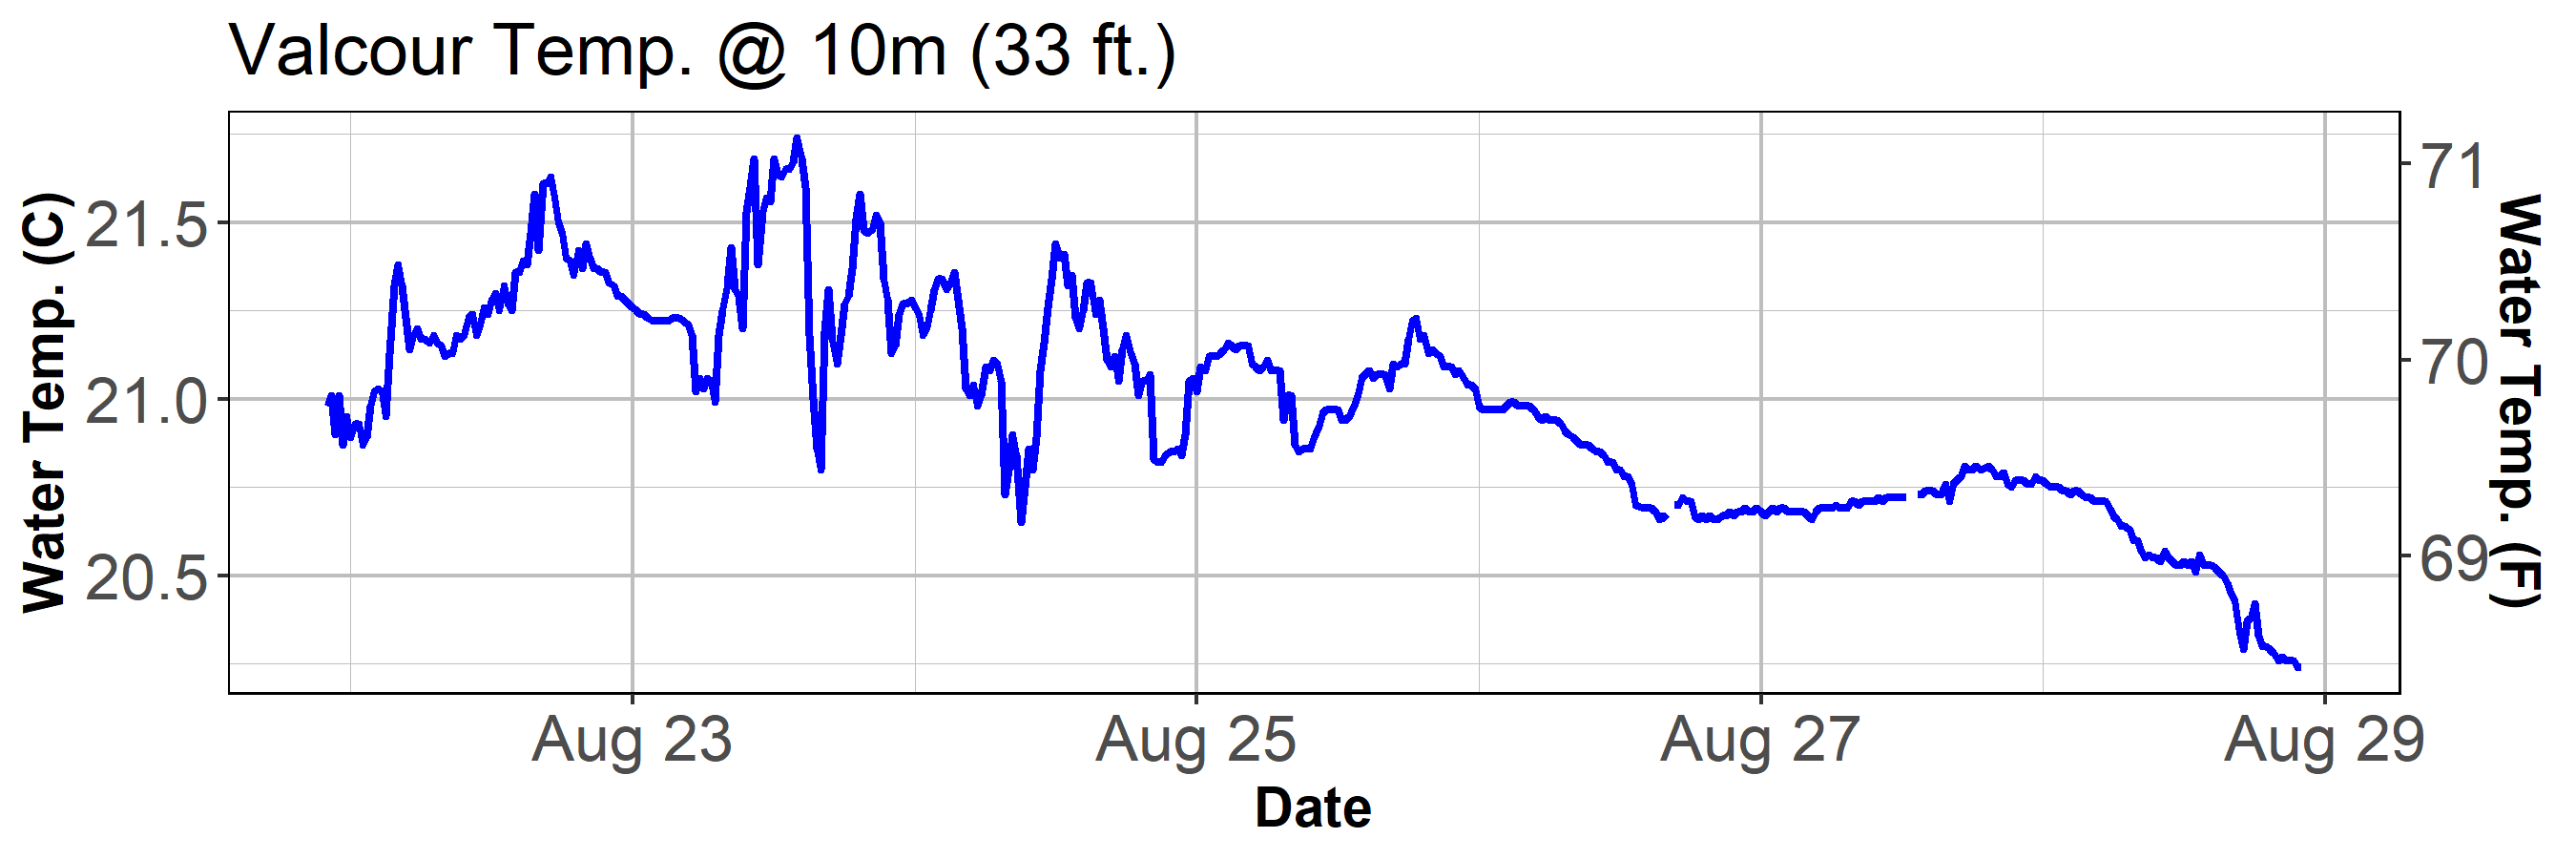 Valcour Temp. @ 10m (33 ft.)
Water Temp. (C)
21.5
21.0
20.5
71
70
69
Water Temp. (F)
Aug 23 Aug 25 Aug 27 Aug 29
Date